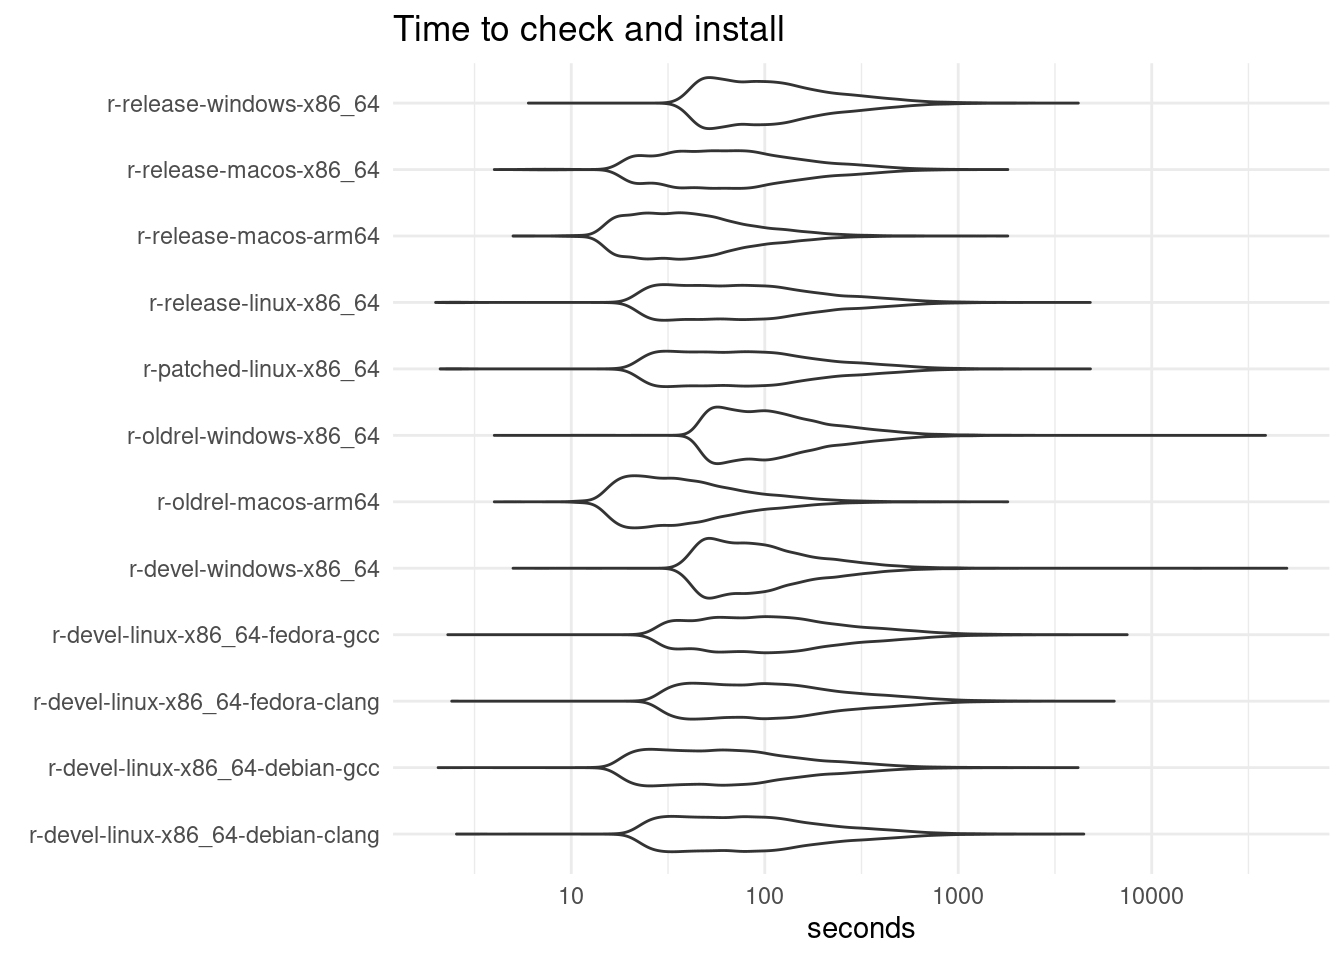 Time to check and install
r-release-windows-x86_64
r-release-macos-x86_64
r-release-macos-arm64
r-release-linux-x86_64
r-patched-linux-x86_64
r-oldrel-windows-x86_64
r-oldrel-macos-arm64
r-devel-windows-x86_64
r-devel-linux-x86_64-fedora-gcc
r-devel-linux-x86_64-fedora-clang
r-devel-linux-x86_64-debian-gcc
r-devel-linux-x86_64-debian-clang
10 100 1000 10000
seconds